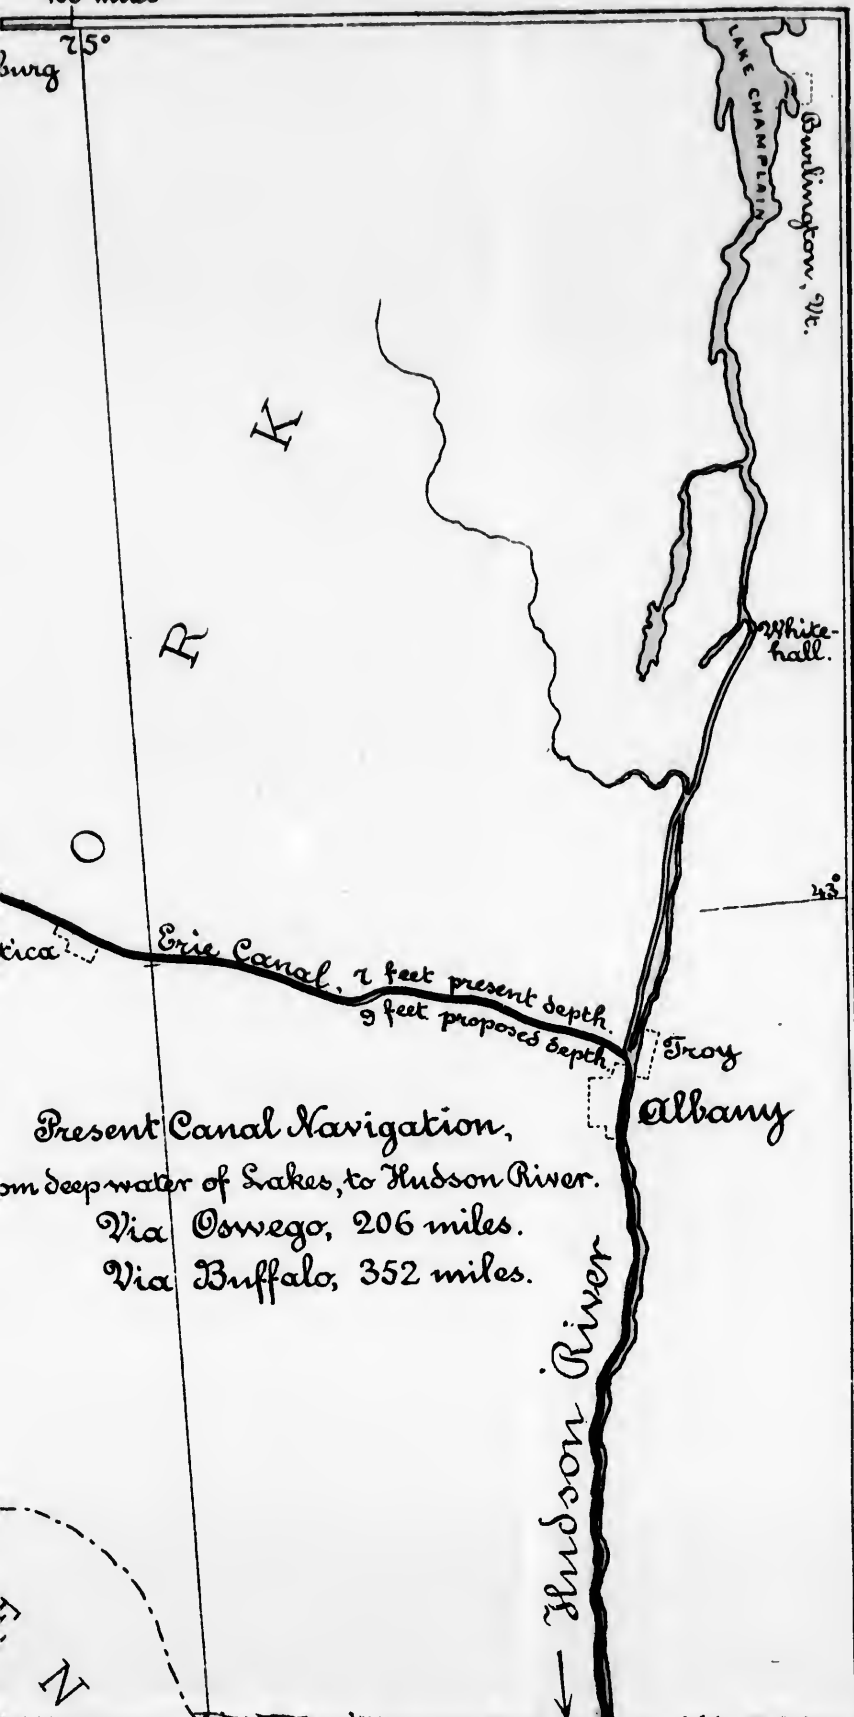 75°
burg
LAKE CHAMPLAIN
Burlington, Vt.
K
R
White-
hall.
O
43°
tica
Erie Canal, 7 feet present depth.
9 feet proposed depth.
Troy
Albany
Present Canal Navigation,
om deep water of Lakes, to Hudson River.
Via Oswego, 206 miles.
Via Buffalo, 352 miles.
Hudson River
E
N